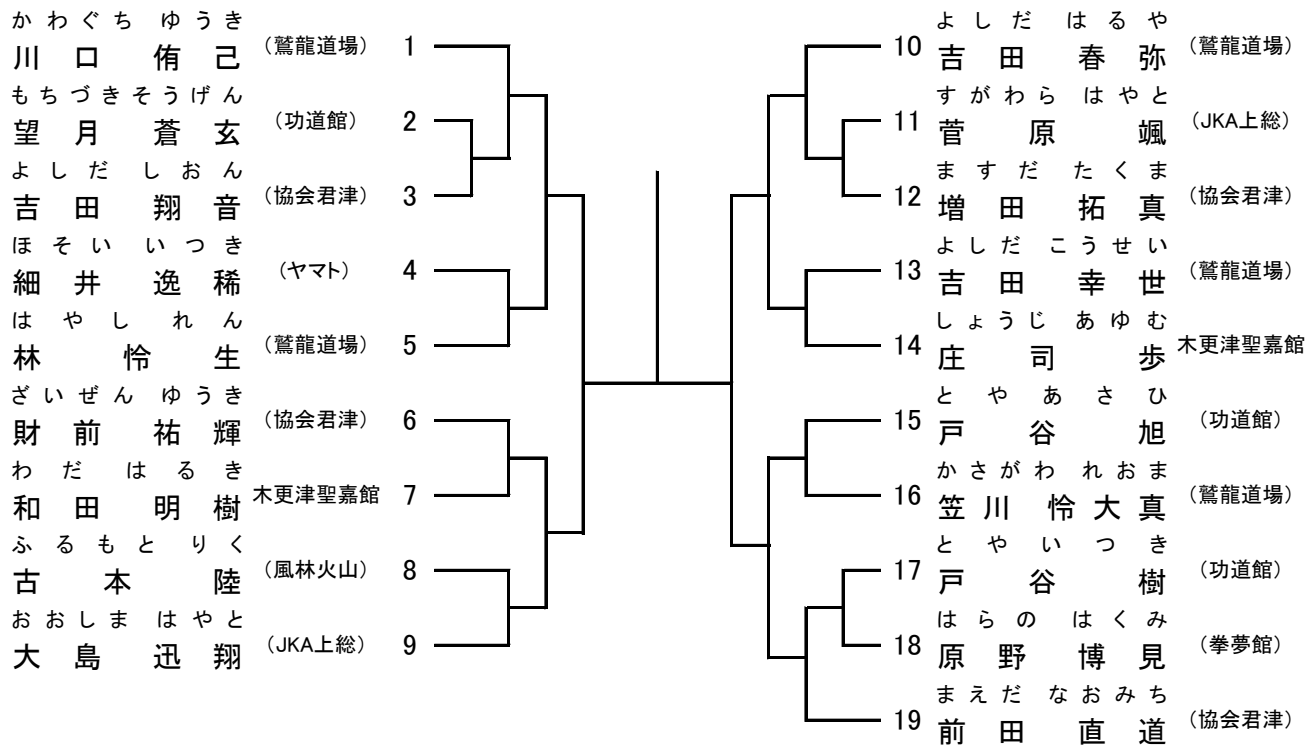 かわぐち ゆうき
川口 侑己 (鷲龍道場) 1
もちづきそうげん
望月 蒼玄 (功道館) 2
よしだ しおん
吉田 翔音 (協会君津) 3
ほそい いつき
細井 逸稀 (ヤマト) 4
はやし れん
林 怜生 (鷲龍道場) 5
ざいぜん ゆうき
財前 祐輝 (協会君津) 6
わだ はるき
和田 明樹 木更津聖嘉館 7
ふるもと りく
古本 陸 (風林火山) 8
おおしま はやと
大島 迅翔 (JKA上総) 9
よしだ はるや
10 吉田 春弥 (鷲龍道場)
すがわら はやと
11 菅原 颯 (JKA上総)
ますだ たくま
12 増田 拓真 (協会君津)
よしだ こうせい
13 吉田 幸世 (鷲龍道場)
しょうじ あゆむ
14 庄司 歩 木更津聖嘉館
とや あさひ
15 戸谷 旭 (功道館)
かさがわ れおま
16 笠川 怜大真 (鷲龍道場)
とや いつき
17 戸谷 樹 (功道館)
はらの はくみ
18 原野 博見 (拳夢館)
まえだ なおみち
19 前田 直道 (協会君津)